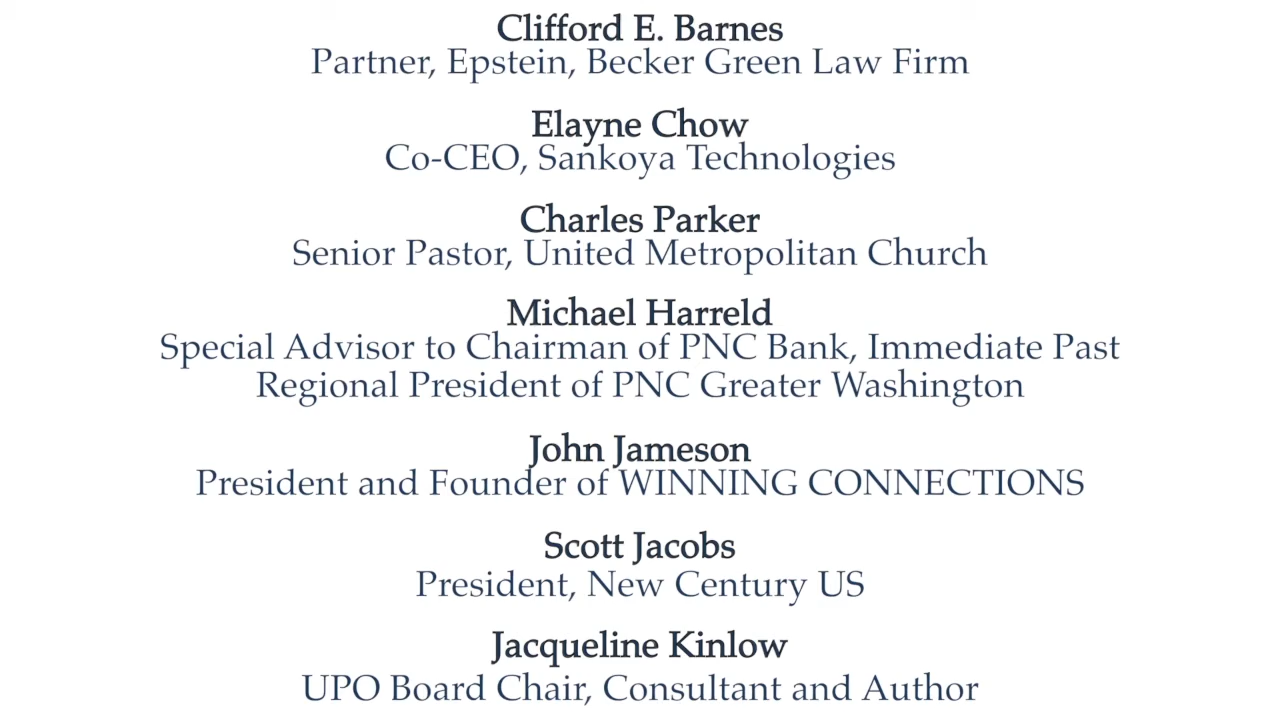 Clifford E. Barnes
Partner, Epstein, Becker Green Law Firm
Elayne Chow
Co-CEO, Sankoya Technologies
Charles Parker
Senior Pastor, United Metropolitan Church
Michael Harreld
Special Advisor to Chairman of PNC Bank, Immediate Past
Regional President of PNC Greater Washington
John Jameson
President and Founder of WINNING CONNECTIONS
Scott Jacobs
President, New Century US
Jacqueline Kinlow
UPO Board Chair, Consultant and Author